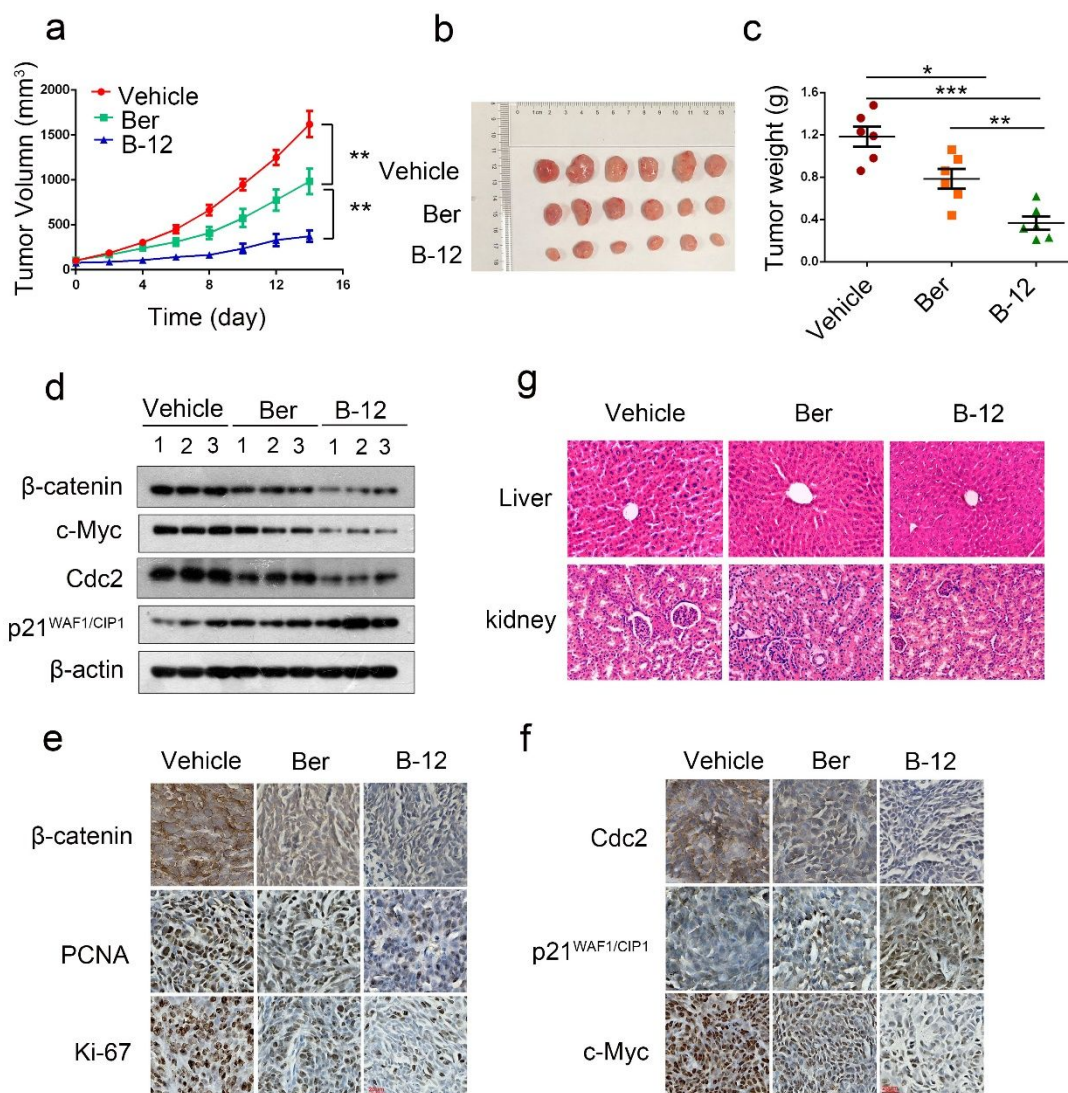 a
Tumor Volumn (mm³)
2000
1500
1000
500
0
Vehicle
Ber
B-12
**
**
0 4 8 12 16
Time (day)
b
Vehicle
Ber
B-12
c
Tumor weight (g)
1.6
1.2
0.8
0.4
0
*
***
**
Vehicle
Ber
B-12
d
Vehicle Ber B-12
1 2 3 1 2 3 1 2 3
β-catenin
c-Myc
Cdc2
p21WAF1/CIP1
β-actin
g
Vehicle Ber B-12
Liver
kidney
e
Vehicle Ber B-12
β-catenin
PCNA
Ki-67
f
Vehicle Ber B-12
Cdc2
p21WAF1/CIP1
c-Myc